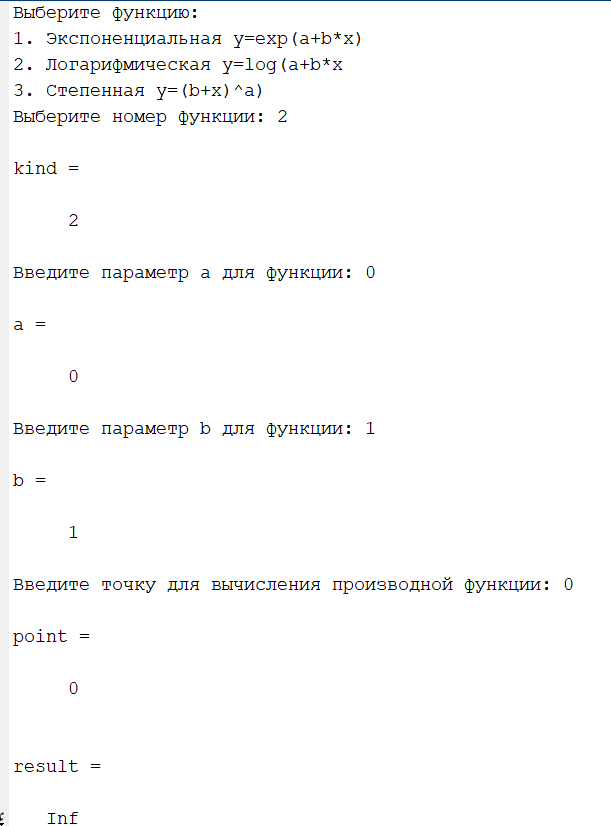 Выберите функцию:
1. Экспоненциальная y=exp(a+b*x)
2. Логарифмическая y=log(a+b*x
3. Степенная y=(b+x)^a)
Выберите номер функции: 2
kind =
2
Введите параметр a для функции: 0
a =
0
Введите параметр b для функции: 1
b =
1
Введите точку для вычисления производной функции: 0
point =
0
result =
Inf